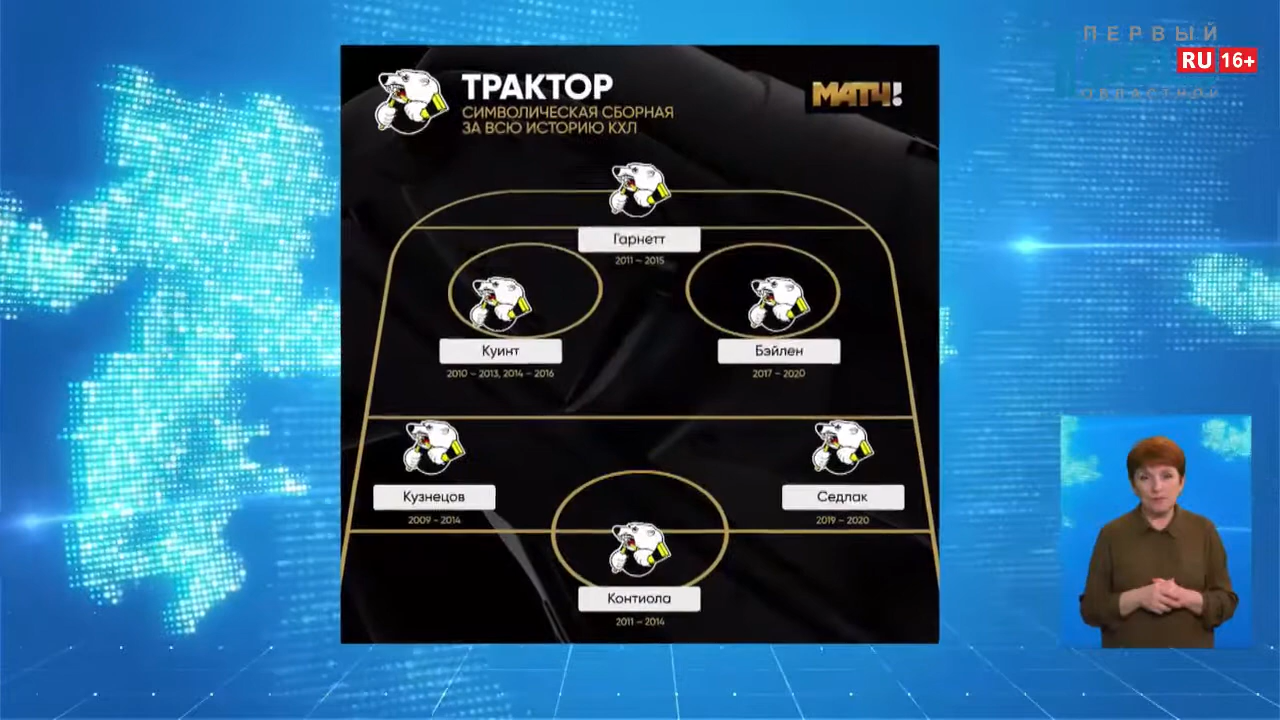 ПЕРВЫЙ
RU 16+
ОБЛАСТНОЙ
ТРАКТОР
СИМВОЛИЧЕСКАЯ СБОРНАЯ
ЗА ВСЮ ИСТОРИЮ КХЛ
МАТЧ!
Гарнетт
2011 – 2015
Куинт
2010 – 2013, 2014 – 2016
Бэйлен
2017 – 2020
Кузнецов
2009 – 2014
Седлак
2019 – 2020
Контиола
2011 – 2014